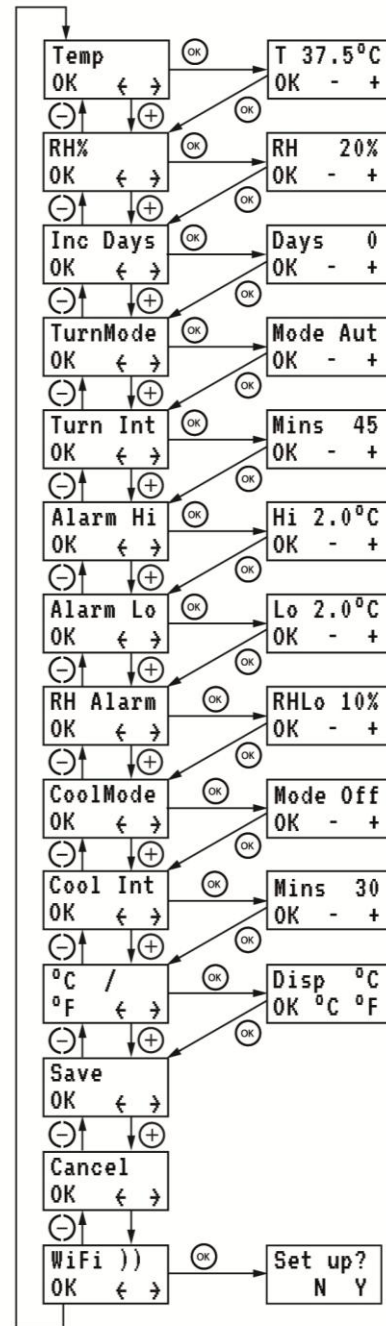 Temp
OK ← →
OK
T 37.5°C
OK - +
- +
OK
RH%
OK ← →
OK
RH 20%
OK - +
- +
OK
Inc Days
OK ← →
OK
Days 0
OK - +
- +
OK
TurnMode
OK ← →
OK
Mode Aut
OK - +
- +
OK
Turn Int
OK ← →
OK
Mins 45
OK - +
- +
OK
Alarm Hi
OK ← →
OK
Hi 2.0°C
OK - +
- +
OK
Alarm Lo
OK ← →
OK
Lo 2.0°C
OK - +
- +
OK
RH Alarm
OK ← →
OK
RHLo 10%
OK - +
- +
OK
CoolMode
OK ← →
OK
Mode Off
OK - +
- +
OK
Cool Int
OK ← →
OK
Mins 30
OK - +
- +
OK
°C /
°F ← →
OK
Disp °C
OK °C °F
- +
OK
Save
OK ← →
- +
Cancel
OK ← →
-
WiFi ))
OK ← →
OK
Set up?
N Y